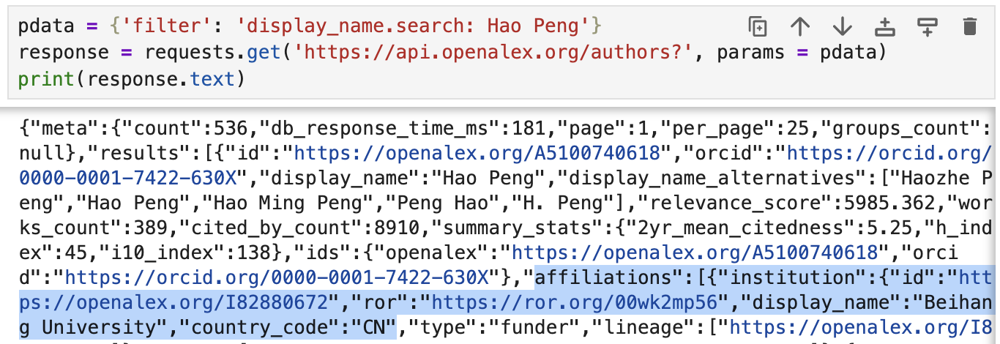 pdata = {'filter': 'display_name.search: Hao Peng'}
response = requests.get('https://api.openalex.org/authors?', params = pdata)
print(response.text)
{"meta":{"count":536,"db_response_time_ms":181,"page":1,"per_page":25,"groups_count":
null},"results":[{"id":"https://openalex.org/A5100740618","orcid":"https://orcid.org/
0000-0001-7422-630X","display_name":"Hao Peng","display_name_alternatives":["Haozhe P
eng","Hao Peng","Hao Ming Peng","Peng Hao","H. Peng"],"relevance_score":5985.362,"wor
ks_count":389,"cited_by_count":8910,"summary_stats":{"2yr_mean_citedness":5.25,"h_ind
ex":45,"i10_index":138},"ids":{"openalex":"https://openalex.org/A5100740618","orci
d":"https://orcid.org/0000-0001-7422-630X"},"affiliations":[{"institution":{"id":"htt
ps://openalex.org/I82880672","ror":"https://ror.org/00wk2mp56","display_name":"Beihan
g University","country_code":"CN","type":"funder","lineage":["https://openalex.org/I8